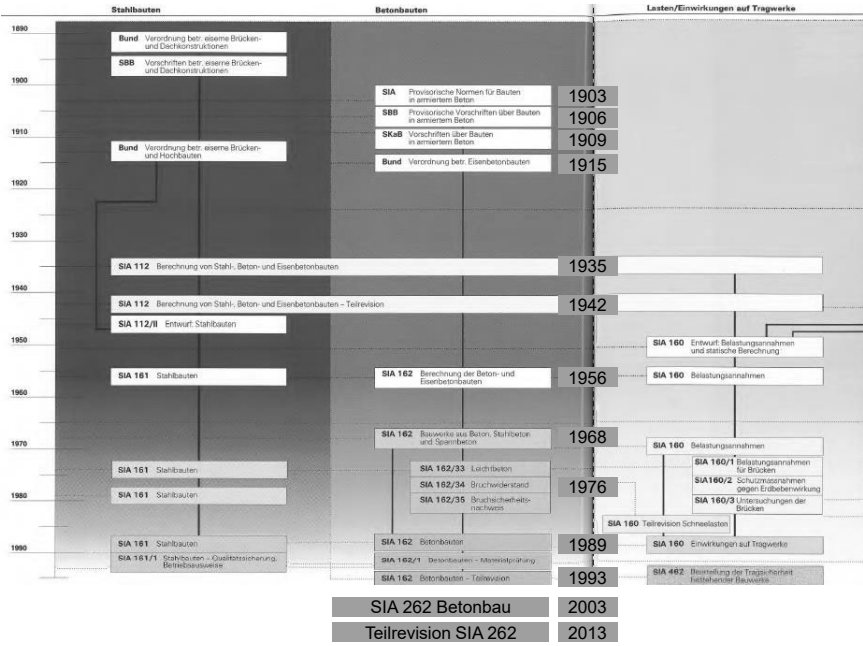 Stahlbauten
Betonbauten
Lasten/Einwirkungen auf Tragwerke
1890
1900
1910
1920
1930
1940
1950
1960
1970
1980
1990
Bund Verordnung betr. eiserne Brücken-
und Dachkonstruktionen
SBB Vorschriften betr. eiserne Brücken-
und Dachkonstruktionen
Bund Verordnung betr. eiserne Brücken-
und Hochbauten
SIA 112 Berechnung von Stahl-, Beton- und Eisenbetonbauten
SIA 112 Berechnung von Stahl-, Beton- und Eisenbetonbauten – Teilrevision
SIA 112/II Entwurf: Stahlbauten
SIA 161 Stahlbauten
SIA 161 Stahlbauten
SIA 161 Stahlbauten
SIA 161 Stahlbauten
SIA 161/1 Stahlbauten – Qualitätssicherung,
Betriebsausweise
SIA Provisorische Normen für Bauten
in armiertem Beton
SBB Provisorische Vorschriften über Bauten
in armiertem Beton
SKaB Vorschriften über Bauten
in armiertem Beton
Bund Verordnung betr. Eisenbetonbauten
SIA 162 Berechnung der Beton- und
Eisenbetonbauten
SIA 162 Bauwerke aus Beton, Stahlbeton
und Spannbeton
SIA 162/33 Leichtbeton
SIA 162/34 Bruchwiderstand
SIA 162/35 Bruchsicherheits-
nachweis
SIA 162 Betonbauten
SIA 162/1 Betonbauten – Materialprüfung
SIA 162 Betonbauten – Teilrevision
1903
1906
1909
1915
1935
1942
1956
1968
1976
1989
1993
SIA 160 Entwurf: Belastungsannahmen
und statische Berechnung
SIA 160 Belastungsannahmen
SIA 160 Belastungsannahmen
SIA 160/1 Belastungsannahmen
für Brücken
SIA160/2 Schutzmassnahmen
gegen Erdbebenwirkung
SIA 160/3 Untersuchungen der
Brücken
SIA 160 Teilrevision Schneelasten
SIA 160 Einwirkungen auf Tragwerke
SIA 462 Beurteilung der Tragsicherheit
bestehender Bauwerke
SIA 262 Betonbau 2003
Teilrevision SIA 262 2013